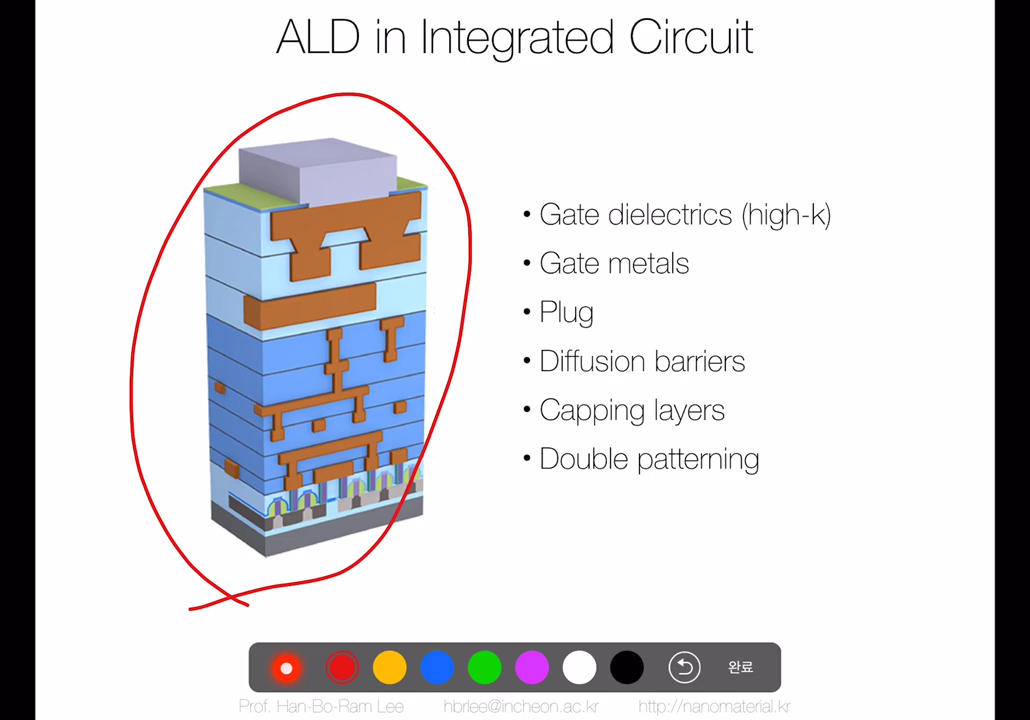 ALD in Integrated Circuit
• Gate dielectrics (high-k)
• Gate metals
• Plug
• Diffusion barriers
• Capping layers
• Double patterning
완료
Prof. Han-Bo-Ram Lee hbrlee@incheon.ac.kr http://nanomaterial.kr